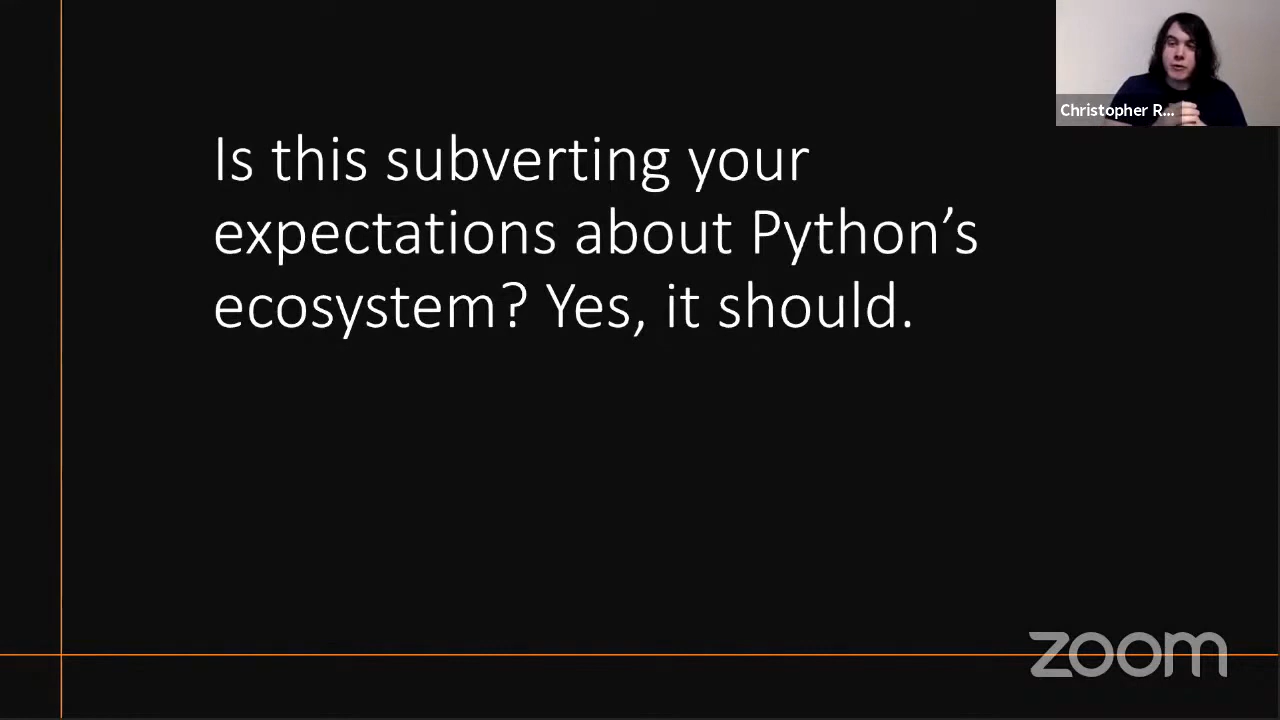 Christopher R...
Is this subverting your
expectations about Python’s
ecosystem? Yes, it should.
zoom